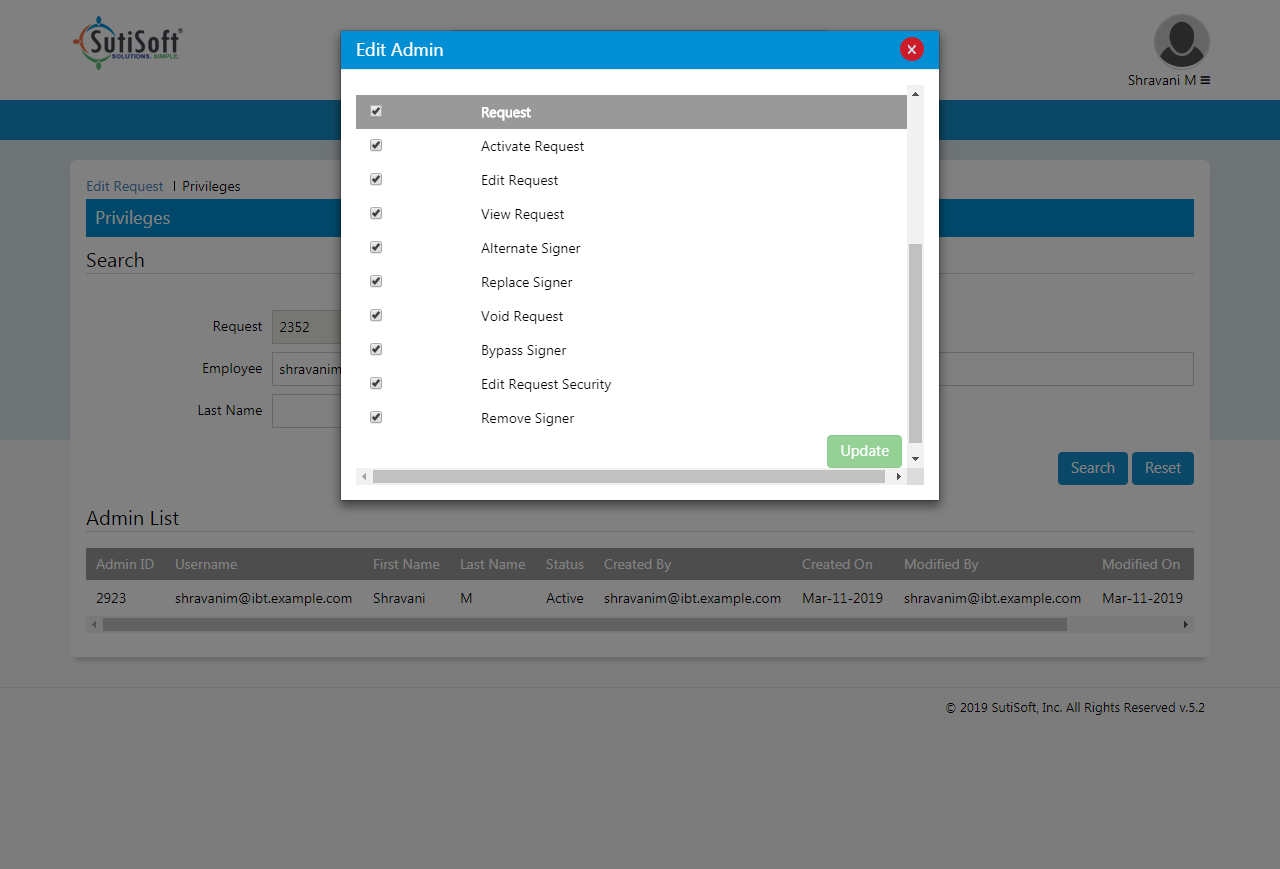 SutiSoft®
SOLUTIONS. SIMPLE.
Shravani M
Edit Admin
Request
Activate Request
Edit Request
View Request
Alternate Signer
Replace Signer
Void Request
Bypass Signer
Edit Request Security
Remove Signer
Update
Edit Request | Privileges
Privileges
Search
Request 2352
Employee shravanim
Last Name
Search Reset
Admin List
Admin ID Username First Name Last Name Status Created By Created On Modified By Modified On
2923 shravanim@ibt.example.com Shravani M Active shravanim@ibt.example.com Mar-11-2019 shravanim@ibt.example.com Mar-11-2019
© 2019 SutiSoft, Inc. All Rights Reserved v.5.2